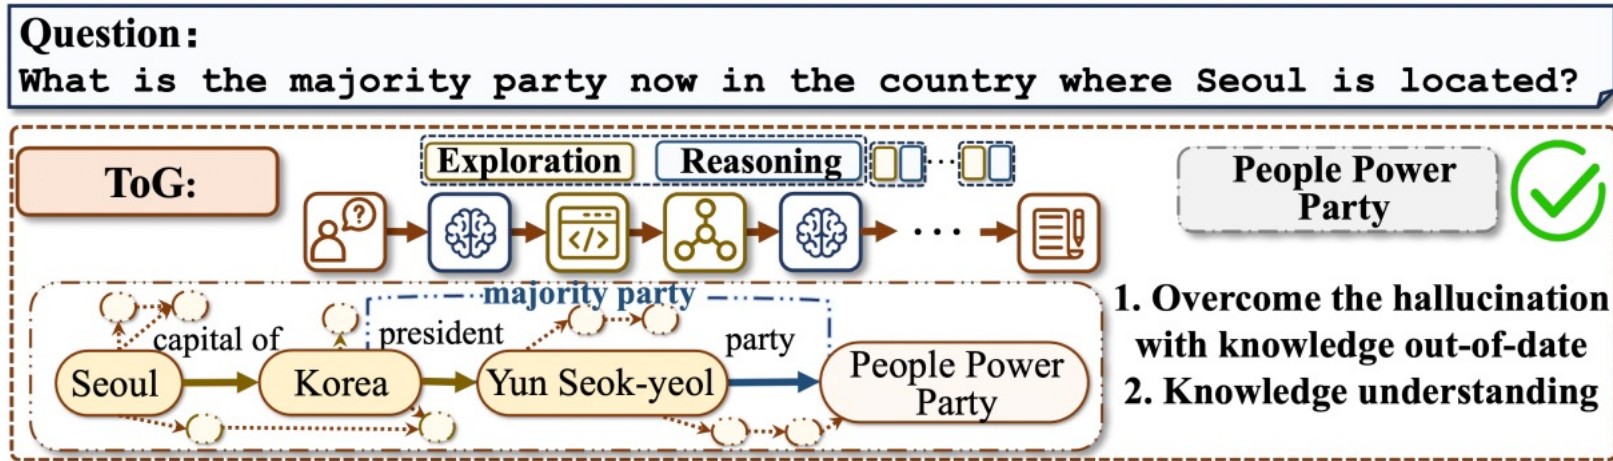 Question:
What is the majority party now in the country where Seoul is located?
ToG:
Exploration
Reasoning
...
...
People Power
Party
majority party
capital of
president
party
Seoul
Korea
Yun Seok-yeol
People Power
Party
1. Overcome the hallucination
with knowledge out-of-date
2. Knowledge understanding